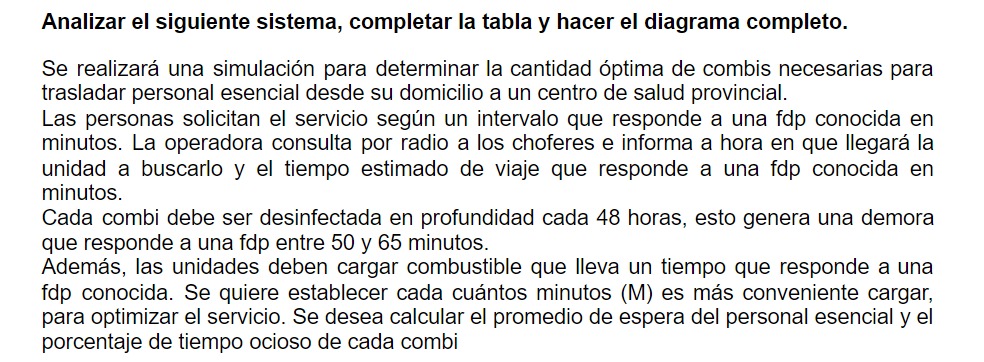 Analizar el siguiente sistema, completar la tabla y hacer el diagrama completo.
Se realizará una simulación para determinar la cantidad óptima de combis necesarias para
trasladar personal esencial desde su domicilio a un centro de salud provincial.
Las personas solicitan el servicio según un intervalo que responde a una fdp conocida en
minutos. La operadora consulta por radio a los choferes e informa a hora en que llegará la
unidad a buscarlo y el tiempo estimado de viaje que responde a una fdp conocida en
minutos.
Cada combi debe ser desinfectada en profundidad cada 48 horas, esto genera una demora
que responde a una fdp entre 50 y 65 minutos.
Además, las unidades deben cargar combustible que lleva un tiempo que responde a una
fdp conocida. Se quiere establecer cada cuántos minutos (M) es más conveniente cargar,
para optimizar el servicio. Se desea calcular el promedio de espera del personal esencial y el
porcentaje de tiempo ocioso de cada combi